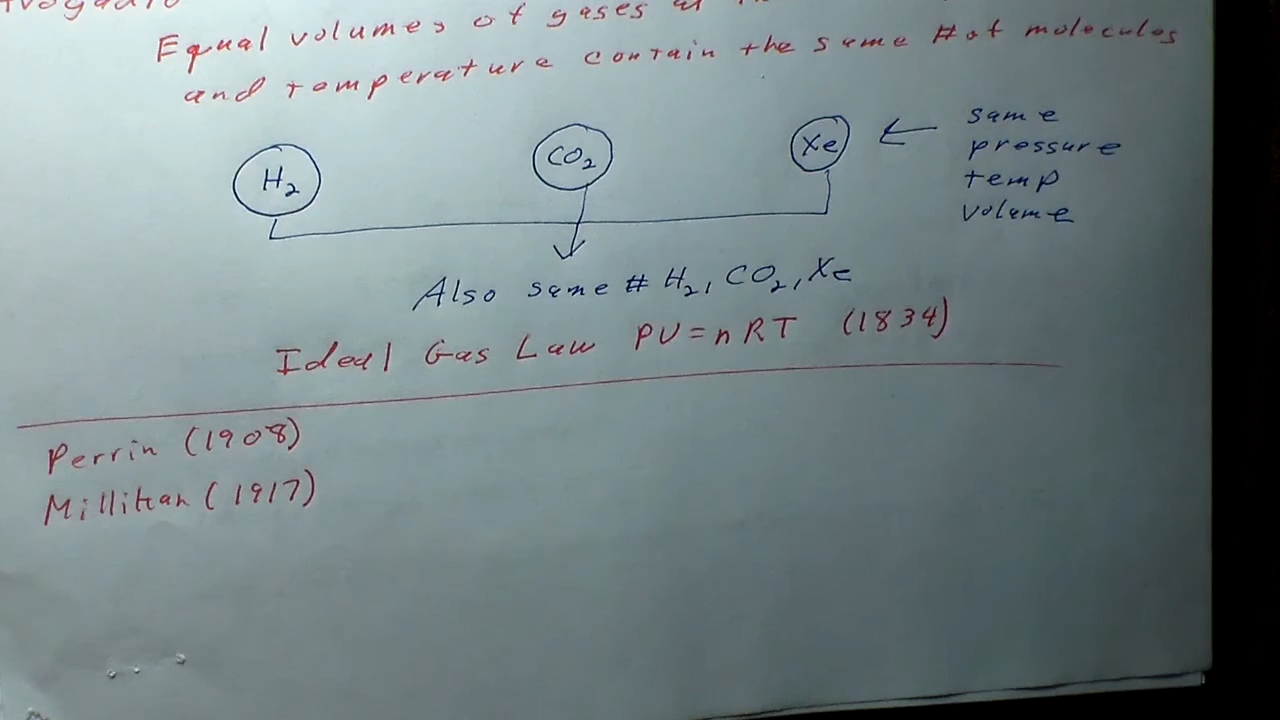 Equal volumes of gases at
and temperature contain the same # of molecules
H₂
CO₂
Xe
same
pressure
temp
volume
Also same # H₂, CO₂, Xe
Ideal Gas Law PV=nRT (1834)
Perrin (1908)
Millikan (1917)